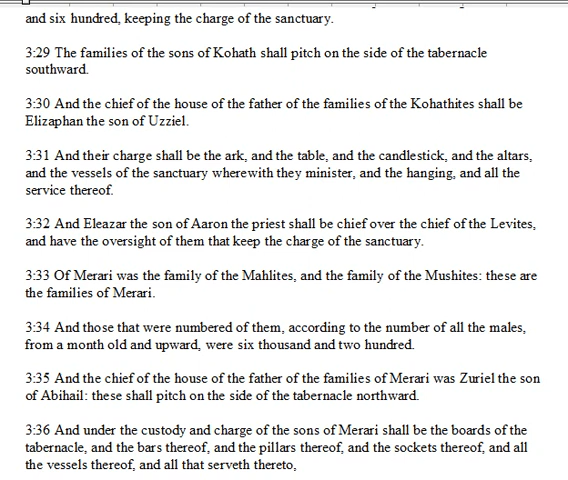 and six hundred, keeping the charge of the sanctuary.
3:29 The families of the sons of Kohath shall pitch on the side of the tabernacle
southward.
3:30 And the chief of the house of the father of the families of the Kohathites shall be
Elizaphan the son of Uzziel.
3:31 And their charge shall be the ark, and the table, and the candlestick, and the altars,
and the vessels of the sanctuary wherewith they minister, and the hanging, and all the
service thereof.
3:32 And Eleazar the son of Aaron the priest shall be chief over the chief of the Levites,
and have the oversight of them that keep the charge of the sanctuary.
3:33 Of Merari was the family of the Mahlites, and the family of the Mushites: these are
the families of Merari.
3:34 And those that were numbered of them, according to the number of all the males,
from a month old and upward, were six thousand and two hundred.
3:35 And the chief of the house of the father of the families of Merari was Zuriel the son
of Abihail: these shall pitch on the side of the tabernacle northward.
3:36 And under the custody and charge of the sons of Merari shall be the boards of the
tabernacle, and the bars thereof, and the pillars thereof, and the sockets thereof, and all
the vessels thereof, and all that serveth thereto,